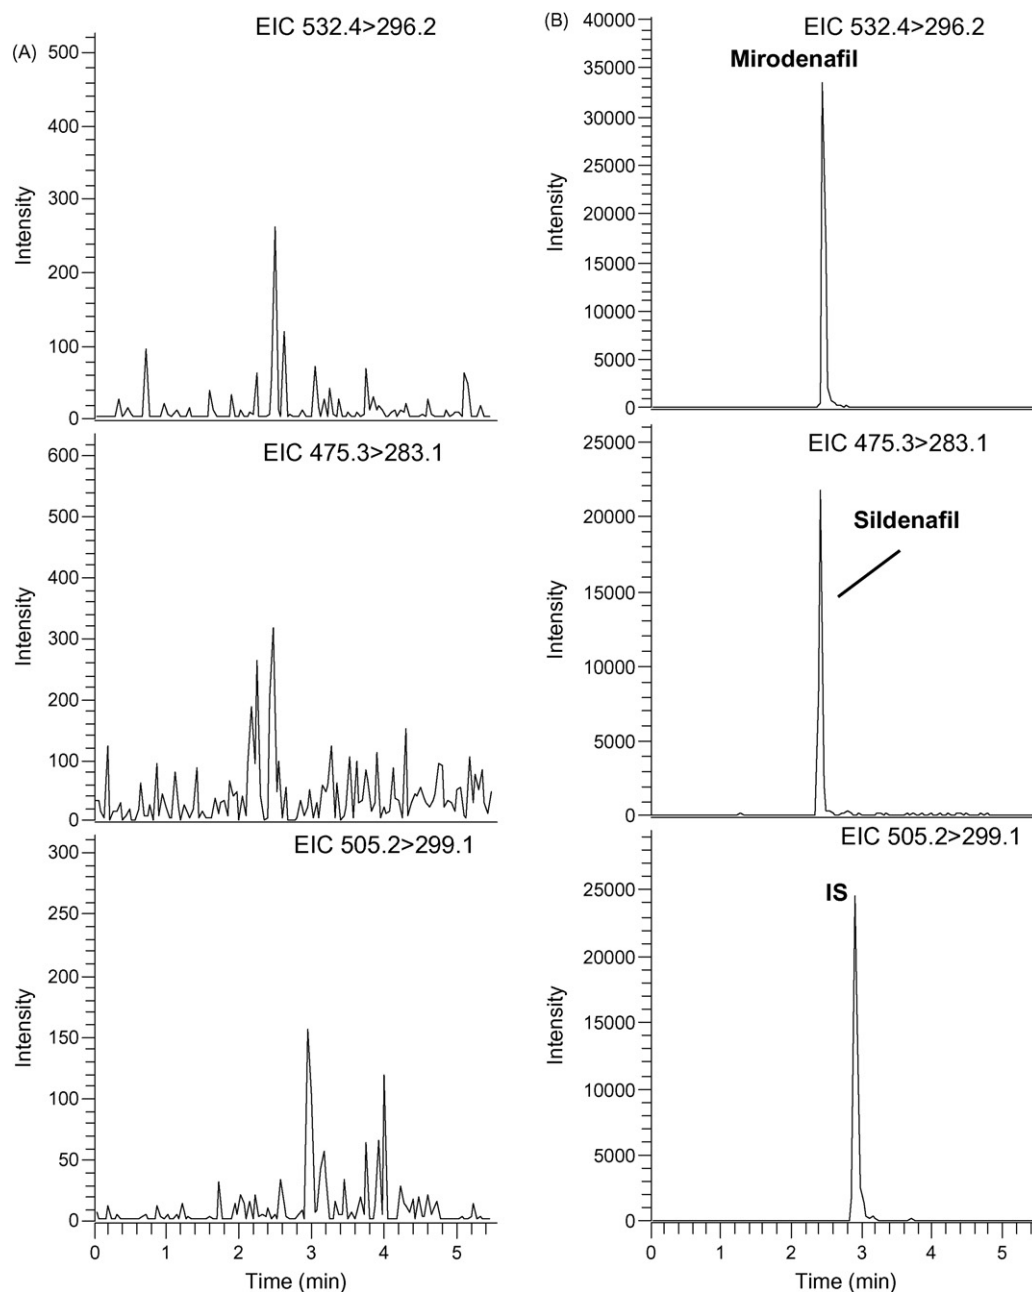 (A)
EIC 532.4>296.2
500
400
300
200
100
0
Intensity
EIC 475.3>283.1
600
500
400
300
200
100
0
Intensity
EIC 505.2>299.1
300
250
200
150
100
50
0
Intensity
0 1 2 3 4 5
Time (min)
(B)
EIC 532.4>296.2
Mirodenafil
40000
35000
30000
25000
20000
15000
10000
5000
0
Intensity
EIC 475.3>283.1
Sildenafil
25000
20000
15000
10000
5000
0
Intensity
EIC 505.2>299.1
IS
25000
20000
15000
10000
5000
0
Intensity
0 1 2 3 4 5
Time (min)